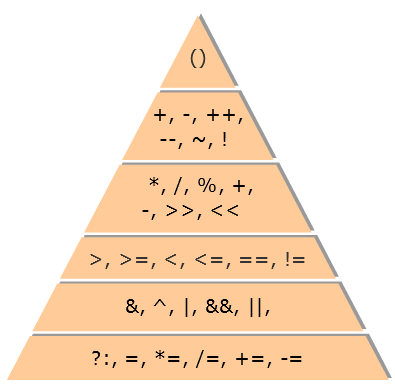 ()
+, -, ++,
--, ~, !
*, /, %, +,
-, >>, <<
>, >=, <, <=, ==, !=
&, ^, |, &&, ||,
?:, =, *=, /=, +=, -=